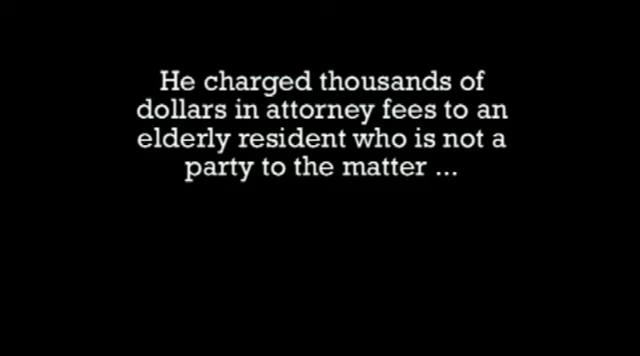 He charged thousands of
dollars in attorney fees to an
elderly resident who is not a
party to the matter ...